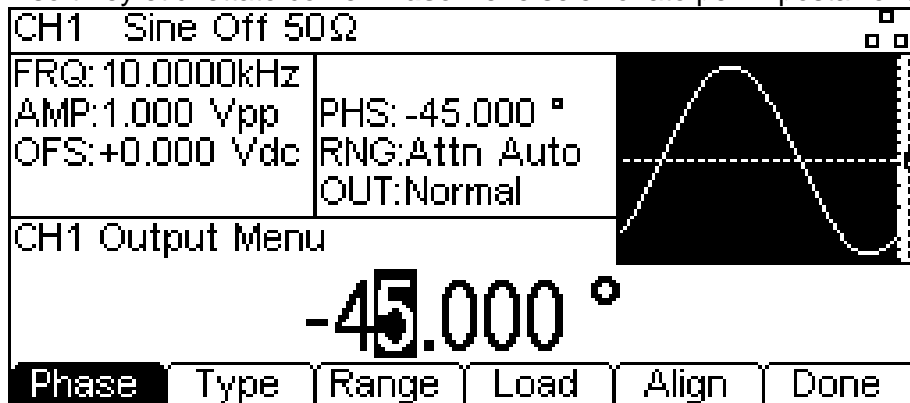 CH1 Sine Off 50Ω
FRQ:10.0000kHz
AMP:1.000 Vpp
OFS:+0.000 Vdc
PHS:-45.000 °
RNG:Attn Auto
OUT:Normal
CH1 Output Menu
-45.000 °
Phase Type Range Load Align Done